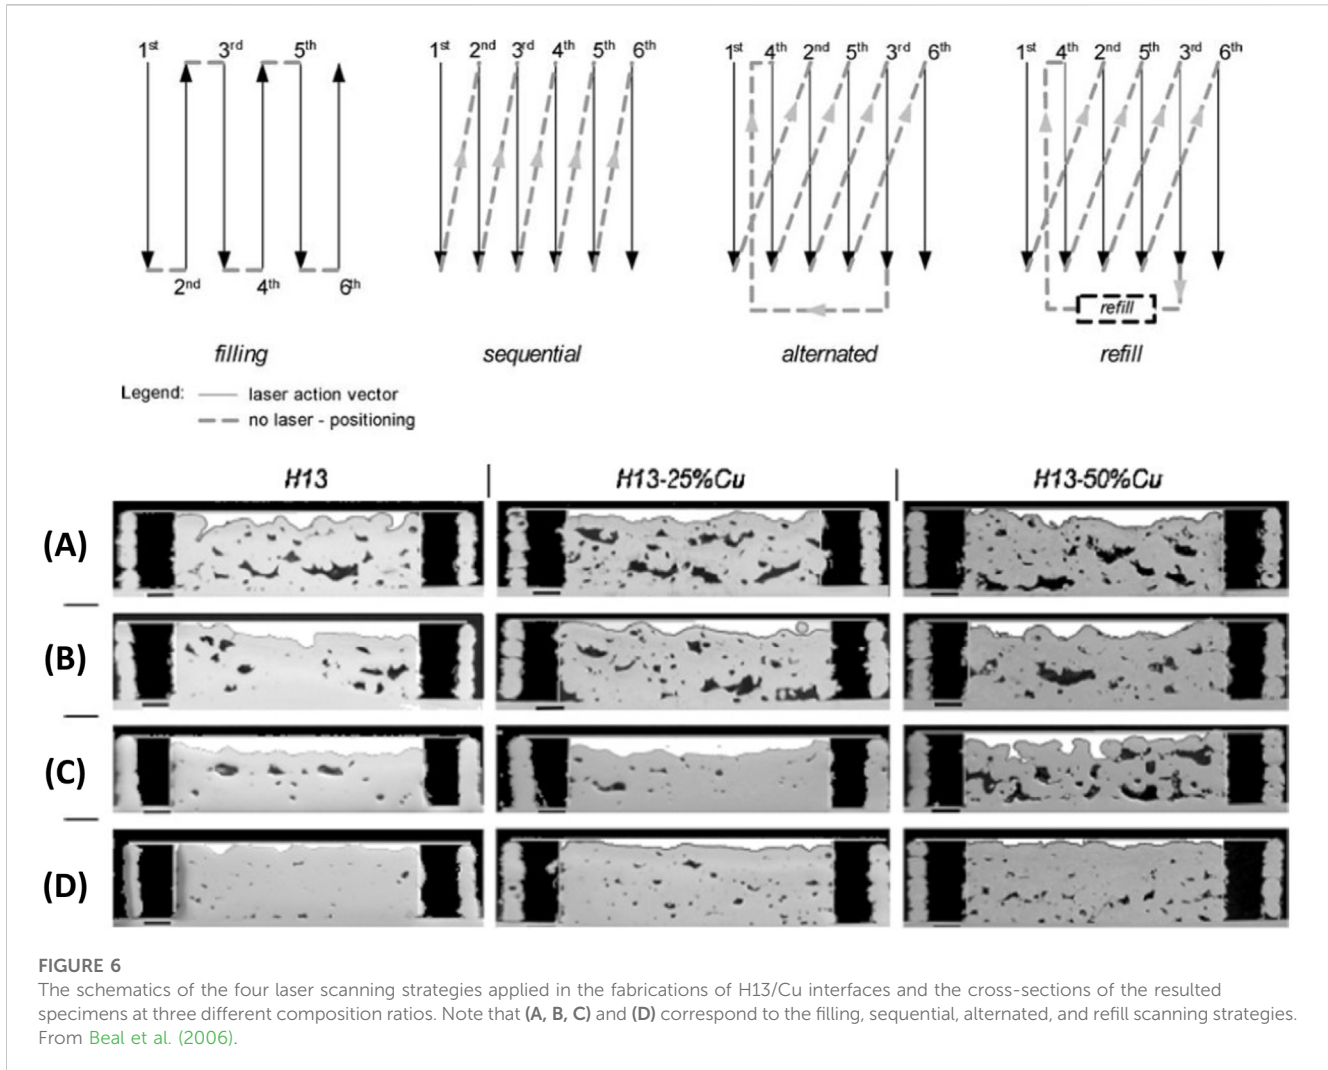 1st 3rd 5th
2nd 4th 6th
filling
1st 2nd 3rd 4th 5th 6th
sequential
1st 4th 2nd 5th 3rd 6th
alternated
1st 4th 2nd 5th 3rd 6th
refill
refill
Legend: laser action vector
no laser - positioning
H13 H13-25%Cu H13-50%Cu
(A)
(B)
(C)
(D)
FIGURE 6
The schematics of the four laser scanning strategies applied in the fabrications of H13/Cu interfaces and the cross-sections of the resulted
specimens at three different composition ratios. Note that (A, B, C) and (D) correspond to the filling, sequential, alternated, and refill scanning strategies.
From Beal et al. (2006).